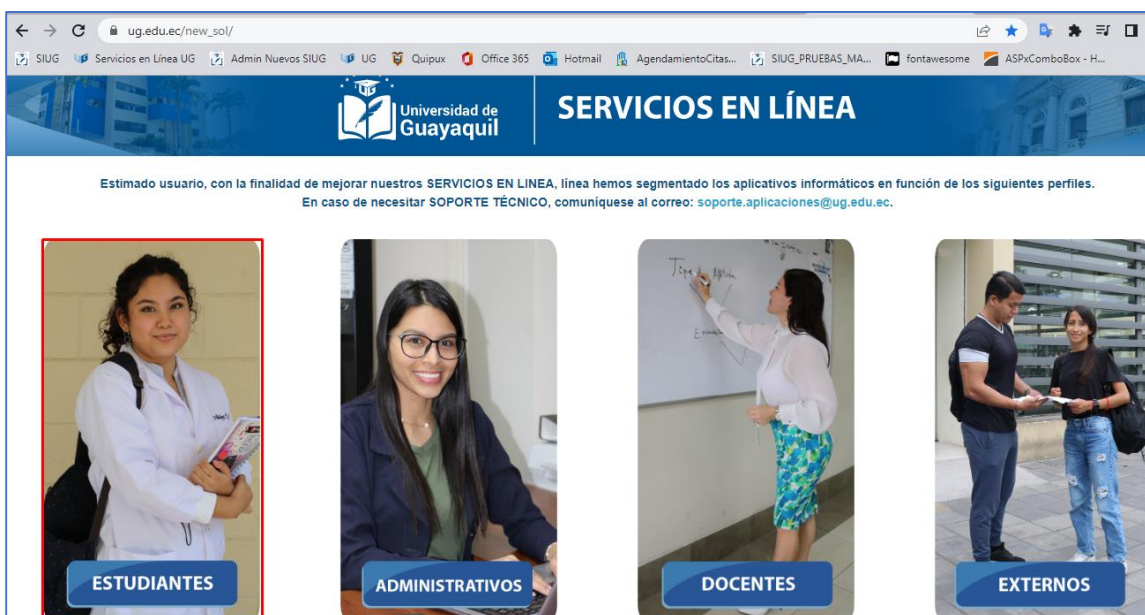 ug.edu.ec/new_sol/
SIUG Servicios en Línea UG Admin Nuevos SIUG UG Quipux Office 365 Hotmail AgendamientoCitas... SIUG_PRUEBAS_MA... fontawesome ASPxComboBox - H...
UG
Universidad de
Guayaquil
SERVICIOS EN LÍNEA
Estimado usuario, con la finalidad de mejorar nuestros SERVICIOS EN LINEA, línea hemos segmentado los aplicativos informáticos en función de los siguientes perfiles.
En caso de necesitar SOPORTE TÉCNICO, comuníquese al correo: soporte.aplicaciones@ug.edu.ec.
ESTUDIANTES
ADMINISTRATIVOS
DOCENTES
EXTERNOS